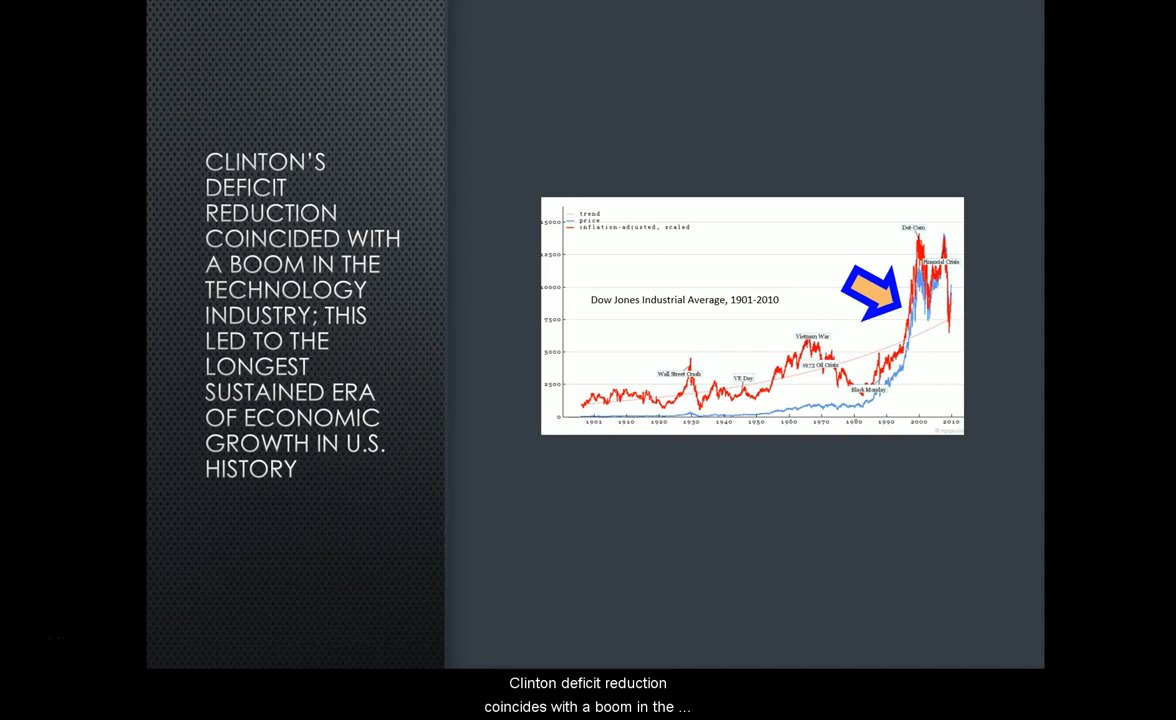 CLINTON'S
DEFICIT
REDUCTION
COINCIDED WITH
A BOOM IN THE
TECHNOLOGY
INDUSTRY; THIS
LED TO THE
LONGEST
SUSTAINED ERA
OF ECONOMIC
GROWTH IN U.S.
HISTORY
trend
price
inflation-adjusted, scaled
Dow Jones Industrial Average, 1901-2010
Dot-Com
Financial Crisis
Vietnam War
1973 Oil Crisis
Wall Street Crash
VE Day
Black Monday
15000
12500
10000
7500
5000
2500
0
1901 1910 1920 1930 1940 1950 1960 1970 1980 1990 2000 2010
Clinton deficit reduction
coincides with a boom in the ...